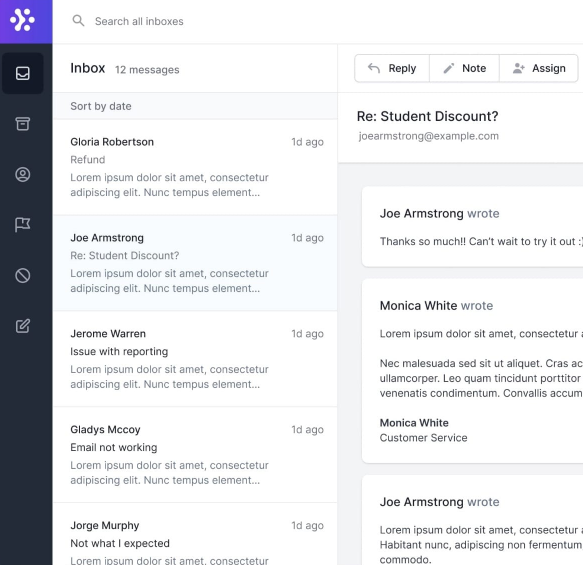 Search all inboxes
Inbox 12 messages
Sort by date
Gloria Robertson 1d ago
Refund
Lorem ipsum dolor sit amet, consectetur
adipiscing elit. Nunc tempus element...
Joe Armstrong 1d ago
Re: Student Discount?
Lorem ipsum dolor sit amet, consectetur
adipiscing elit. Nunc tempus element...
Jerome Warren 1d ago
Issue with reporting
Lorem ipsum dolor sit amet, consectetur
adipiscing elit. Nunc tempus element...
Gladys Mccoy 1d ago
Email not working
Lorem ipsum dolor sit amet, consectetur
adipiscing elit. Nunc tempus element...
Jorge Murphy 1d ago
Not what I expected
Lorem ipsum dolor sit amet, consectetur
Reply Note Assign
Re: Student Discount?
joearmstrong@example.com
Joe Armstrong wrote
Thanks so much!! Can't wait to try it out :)
Monica White wrote
Lorem ipsum dolor sit amet, consectetur
Nec malesuada sed sit ut aliquet. Cras ac
ullamcorper. Leo quam tincidunt porttitor
venenatis condimentum. Convallis accum
Monica White
Customer Service
Joe Armstrong wrote
Lorem ipsum dolor sit amet, consectetur
Habitant nunc, adipiscing non fermentum
commodo.